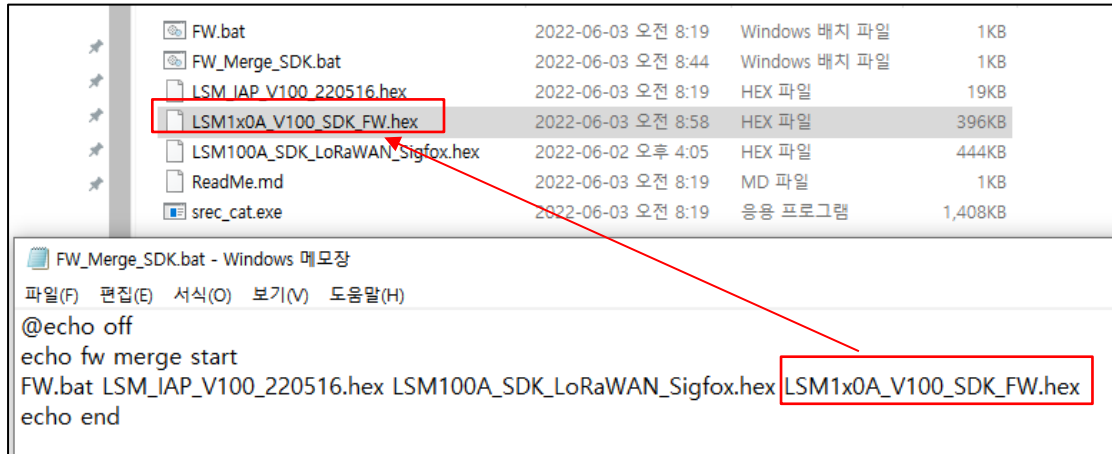 FW.bat 2022-06-03 오전 8:19 Windows 배치 파일 1KB
FW_Merge_SDK.bat 2022-06-03 오전 8:44 Windows 배치 파일 1KB
LSM_IAP_V100_220516.hex 2022-06-03 오전 8:19 HEX 파일 19KB
LSM1x0A_V100_SDK_FW.hex 2022-06-03 오전 8:58 HEX 파일 396KB
LSM100A_SDK_LoRaWAN_Sigfox.hex 2022-06-02 오후 4:05 HEX 파일 444KB
ReadMe.md 2022-06-03 오전 8:19 MD 파일 1KB
srec_cat.exe 2022-06-03 오전 8:19 응용 프로그램 1,408KB
FW_Merge_SDK.bat - Windows 메모장
파일(F) 편집(E) 서식(O) 보기(V) 도움말(H)
@echo off
echo fw merge start
FW.bat LSM_IAP_V100_220516.hex LSM100A_SDK_LoRaWAN_Sigfox.hex LSM1x0A_V100_SDK_FW.hex
echo end